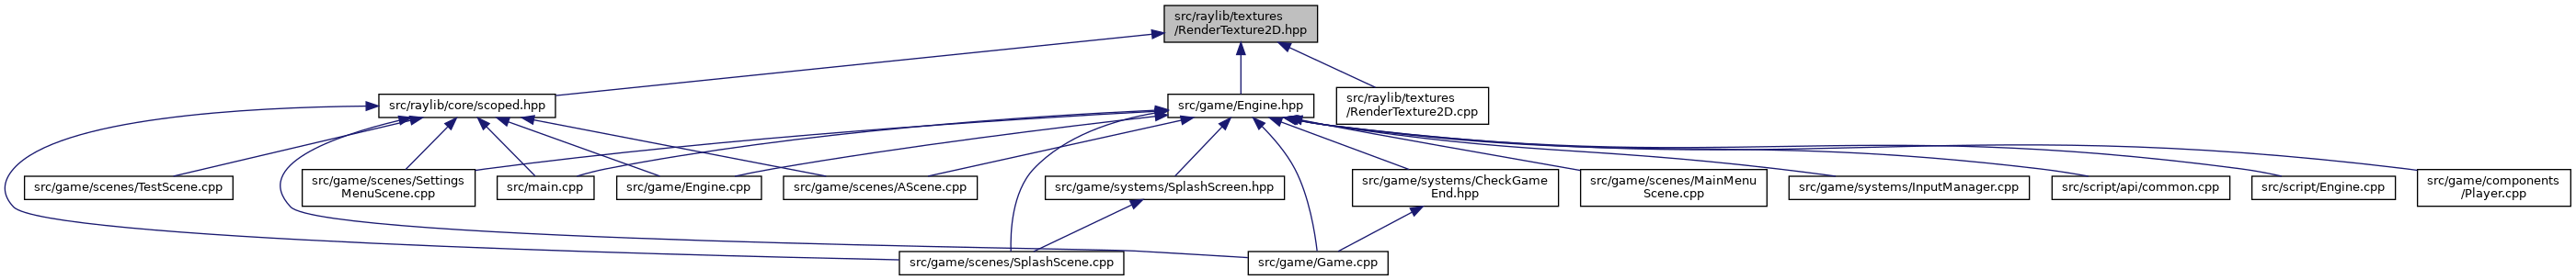 src/raylib/textures
/RenderTexture2D.hpp
src/raylib/core/scoped.hpp
src/game/Engine.hpp
src/raylib/textures
/RenderTexture2D.cpp
src/game/scenes/TestScene.cpp
src/game/scenes/Settings
MenuScene.cpp
src/main.cpp
src/game/Engine.cpp
src/game/scenes/AScene.cpp
src/game/systems/SplashScreen.hpp
src/game/systems/CheckGame
End.hpp
src/game/scenes/MainMenu
Scene.cpp
src/game/systems/InputManager.cpp
src/script/api/common.cpp
src/script/Engine.cpp
src/game/components
/Player.cpp
src/game/scenes/SplashScene.cpp
src/game/Game.cpp